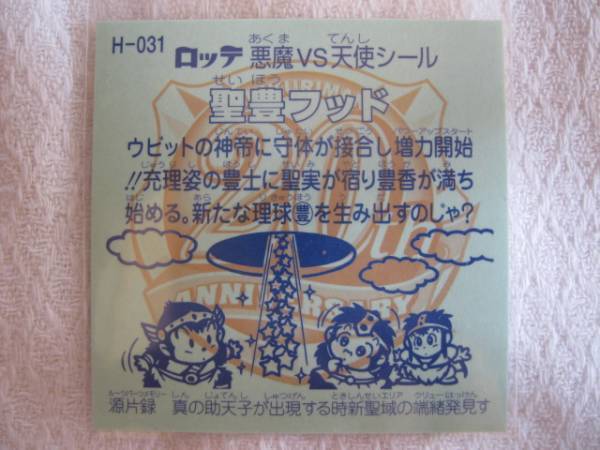 H-031 ロッテ 悪魔VS天使シール
聖豊フッド
ウピットの神帝に守体が接合し増力開始
!!充理姿の豊士に聖実が宿り豊香が満ち
始める。新たな理球豊を生み出すのじゃ?
ANNIVERSARY
源片録 真の助天子が出現する時新聖域の端緒発見す